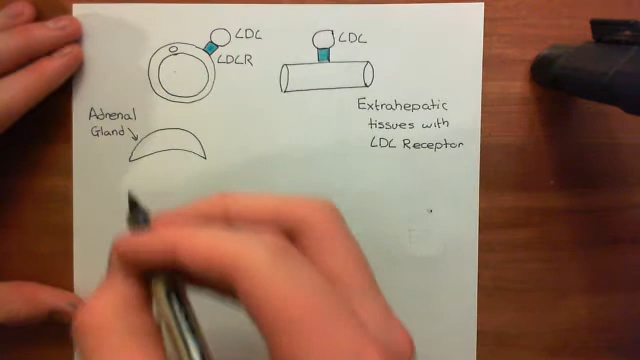 LDL
LDLR
LDL
Extrahepatic
tissues with
LDL Receptor
Adrenal
Gland